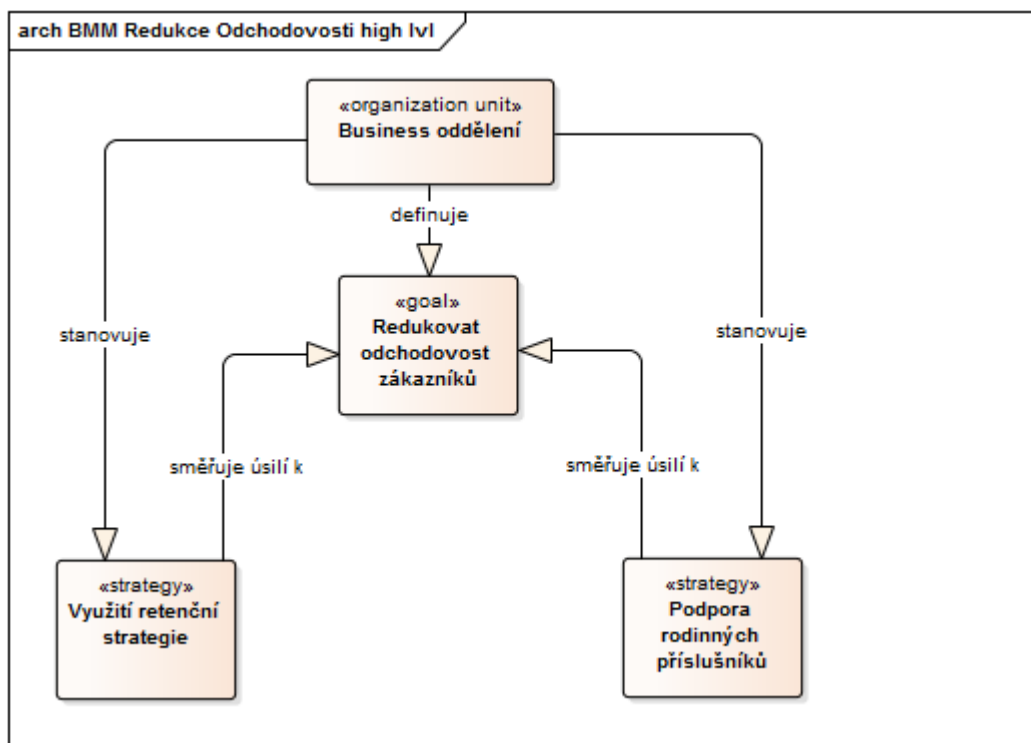 arch BMM Redukce Odchodovosti high lvl
«organization unit»
Business oddělení
definuje
«goal»
Redukovat
odchodovost
zákazníků
stanovuje
stanovuje
směřuje úsilí k
směřuje úsilí k
«strategy»
Využití retenční
strategie
«strategy»
Podpora
rodinných
příslušníků